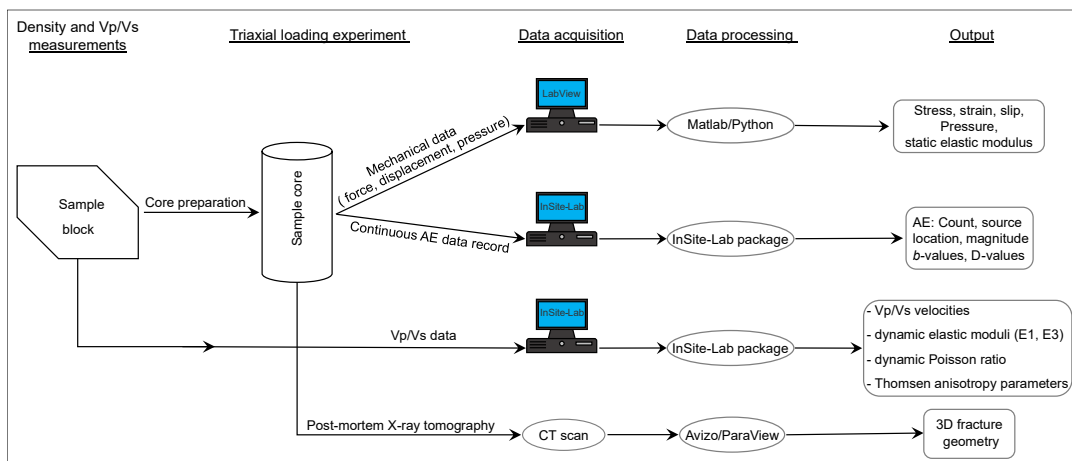 Density and Vp/Vs
measurements
Triaxial loading experiment
Data acquisition
Data processing
Output
Sample
block
Core preparation
Sample core
Mechanical data
( force, displacement, pressure)
LabView
Matlab/Python
Stress, strain, slip,
Pressure,
static elastic modulus
Continuous AE data record
InSite-Lab
InSite-Lab package
AE: Count, source
location, magnitude
b-values, D-values
Vp/Vs data
InSite-Lab
InSite-Lab package
- Vp/Vs velocities
- dynamic elastic moduli (E1, E3)
- dynamic Poisson ratio
- Thomsen anisotropy parameters
Post-mortem X-ray tomography
CT scan
Avizo/ParaView
3D fracture
geometry